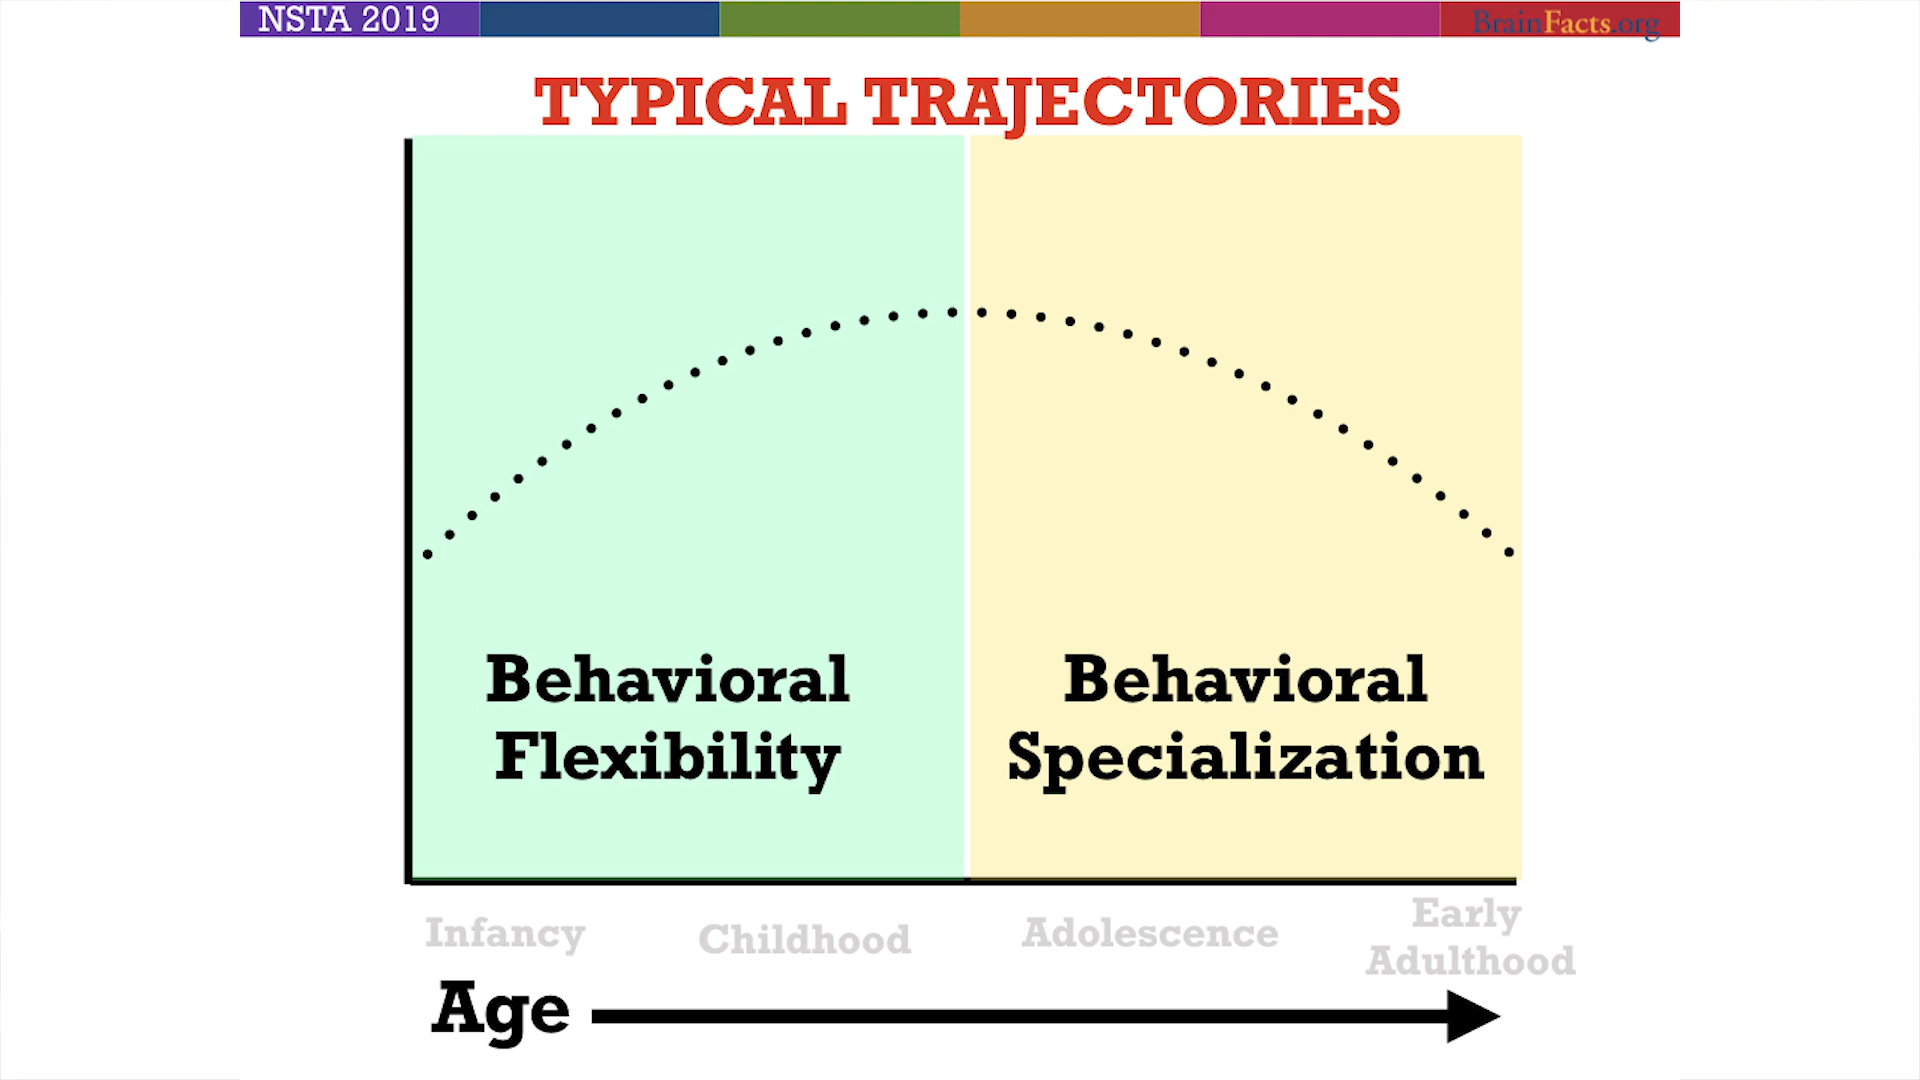 NSTA 2019
BrainFacts.org
TYPICAL TRAJECTORIES
Behavioral
Flexibility
Behavioral
Specialization
Infancy
Childhood
Adolescence
Early
Adulthood
Age